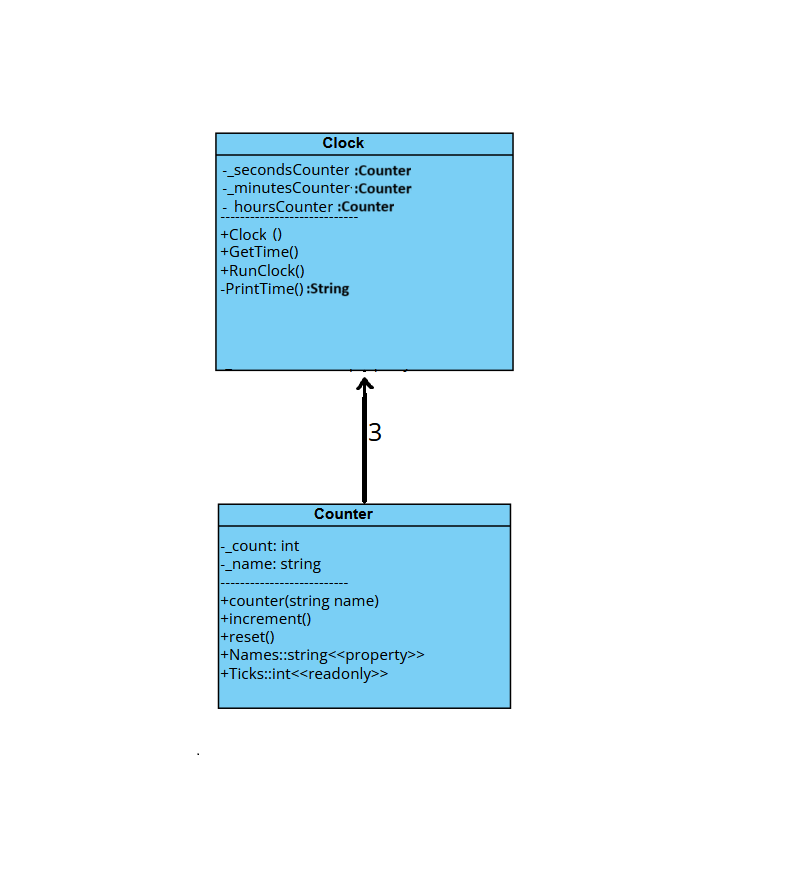 Clock
-_secondsCounter :Counter
-_minutesCounter :Counter
-_hoursCounter :Counter
----------------------------
+Clock ()
+GetTime()
+RunClock()
-PrintTime() :String
3
Counter
-_count: int
-_name: string
--------------------------
+counter(string name)
+increment()
+reset()
+Names::string<<property>>
+Ticks::int<<readonly>>
.